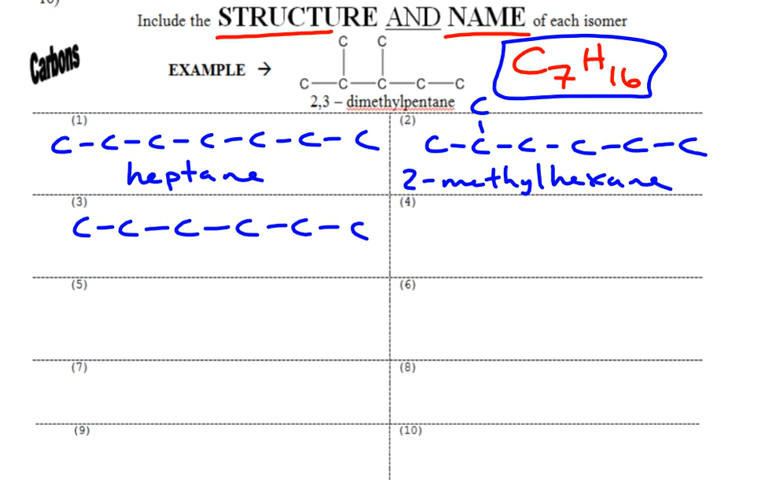 Include the STRUCTURE AND NAME of each isomer
Carbons
EXAMPLE →
C C
C—C—C—C—C
2,3 – dimethylpentane
C7H16
(1)
C-C-C-C-C-C-C
heptane
(2)
C
C-C-C-C-C-C
2-methylhexane
(3)
C-C-C-C-C-C
(4)
(5)
(6)
(7)
(8)
(9)
(10)